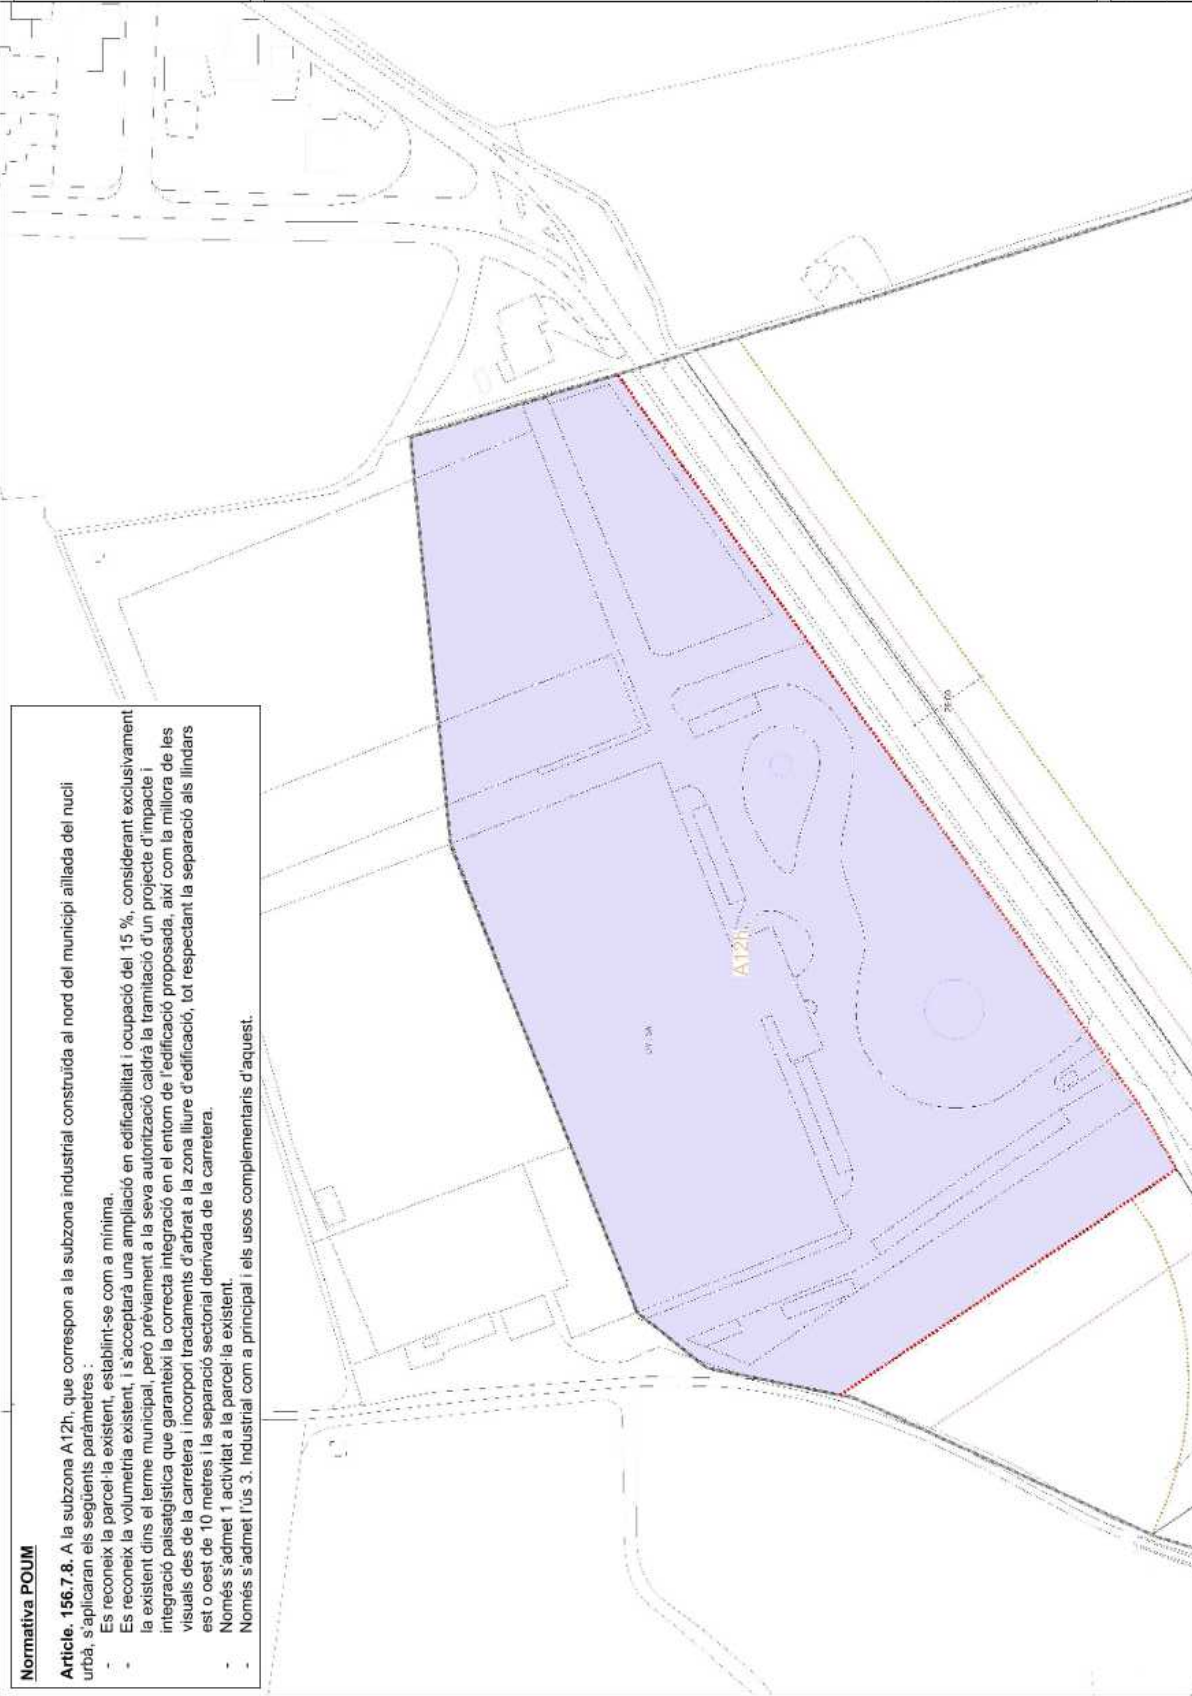 Normativa POUM
Article. 156.7.8. A la subzona A12h, que correspon a la subzona industrial construïda al nord del municipi aïllada del nucli
urbà, s'aplicaran els següents paràmetres :
- Es reconeix la parcel·la existent, establint-se com a mínima.
- Es reconeix la volumetria existent, i s'acceptarà una ampliació en edificabilitat i ocupació del 15 %, considerant exclusivament
la existent dins el terme municipal, però prèviament a la seva autorització caldrà la tramitació d'un projecte d'impacte i
integració paisatgística que garanteixi la correcta integració en el entorn de l'edificació proposada, així com la millora de les
visuals des de la carretera i incorpori tractaments d'arbrat a la zona lliure d'edificació, tot respectant la separació als llindars
est o oest de 10 metres i la separació sectorial derivada de la carretera.
- Només s'admet 1 activitat a la parcel·la existent.
- Només s'admet l'ús 3. Industrial com a principal i els usos complementaris d'aquest.
A12h